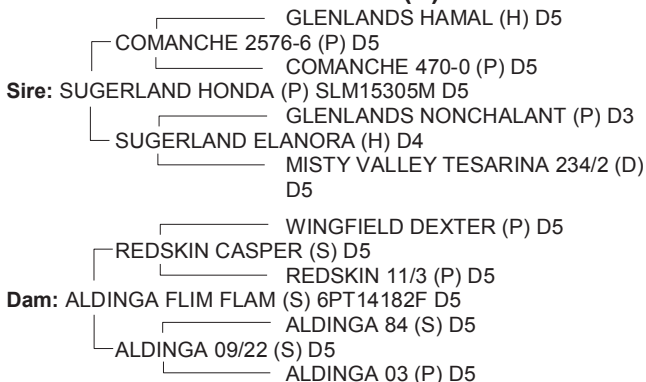 GLENLANDS HAMAL (H) D5
COMANCHE 2576-6 (P) D5
COMANCHE 470-0 (P) D5
Sire: SUGERLAND HONDA (P) SLM15305M D5
GLENLANDS NONCHALANT (P) D3
SUGERLAND ELANORA (H) D4
MISTY VALLEY TESARINA 234/2 (D)
D5
WINGFIELD DEXTER (P) D5
REDSKIN CASPER (S) D5
REDSKIN 11/3 (P) D5
Dam: ALDINGA FLIM FLAM (S) 6PT14182F D5
ALDINGA 84 (S) D5
ALDINGA 09/22 (S) D5
ALDINGA 03 (P) D5